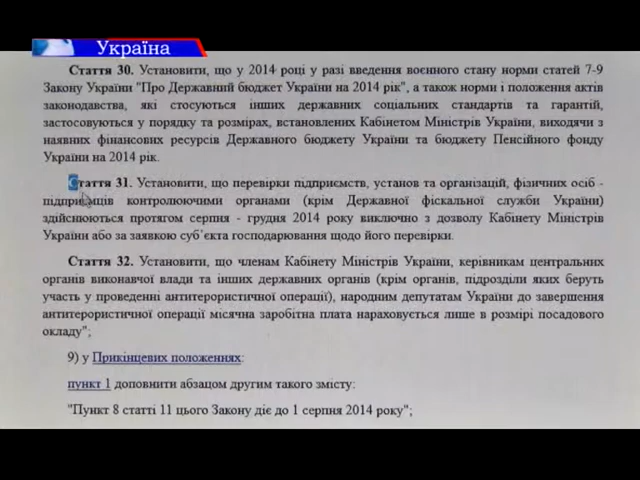 Україна
Стаття 30. Установити, що у 2014 році у разі введення воєнного стану норми статей 7-9
Закону України "Про Державний бюджет України на 2014 рік", а також норми і положення актів
законодавства, які стосуються інших державних соціальних стандартів та гарантій,
застосовуються у порядку та розмірах, встановлених Кабінетом Міністрів України, виходячи з
наявних фінансових ресурсів Державного бюджету України та бюджету Пенсійного фонду
України на 2014 рік.
Стаття 31. Установити, що перевірки підприємств, установ та організацій, фізичних осіб -
підприємців контролюючими органами (крім Державної фіскальної служби України)
здійснюються протягом серпня - грудня 2014 року виключно з дозволу Кабінету Міністрів
України або за заявкою суб'єкта господарювання щодо його перевірки.
Стаття 32. Установити, що членам Кабінету Міністрів України, керівникам центральних
органів виконавчої влади та інших державних органів (крім органів, підрозділи яких беруть
участь у проведенні антитерористичної операції), народним депутатам України до завершення
антитерористичної операції місячна заробітна плата нараховується лише в розмірі посадового
окладу";
9) у Прикінцевих положеннях:
пункт 1 доповнити абзацом другим такого змісту:
"Пункт 8 статті 11 цього Закону діє до 1 серпня 2014 року";